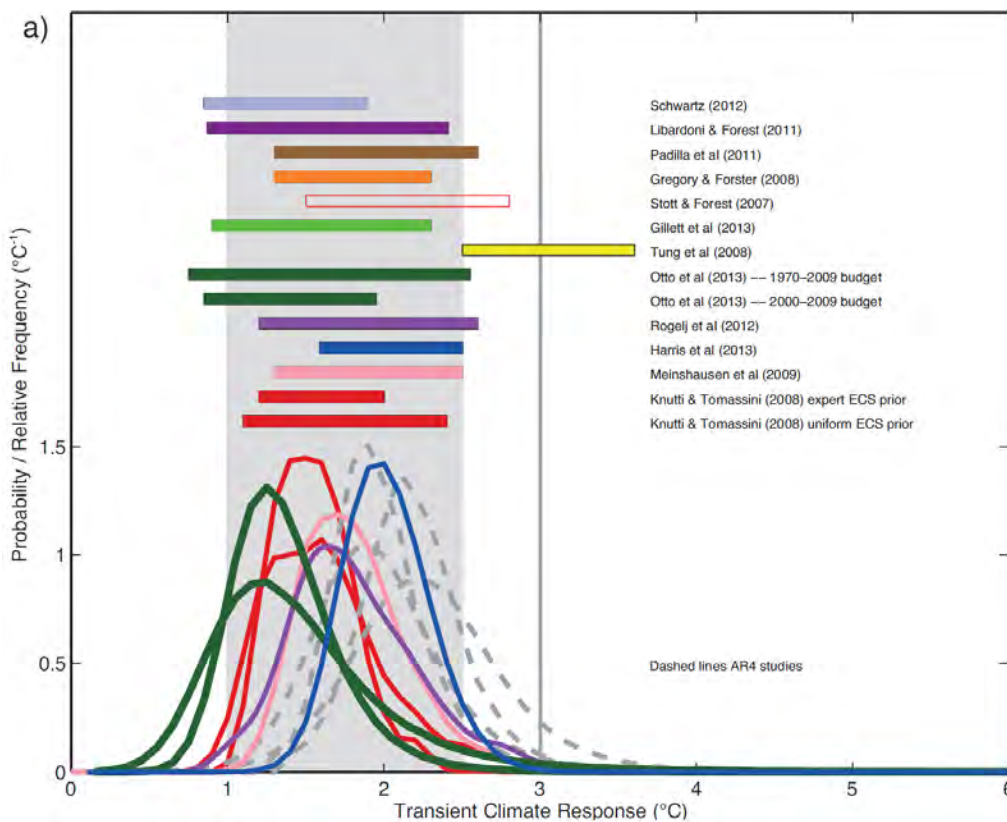 a)
Schwartz (2012)
Libardoni & Forest (2011)
Padilla et al (2011)
Gregory & Forster (2008)
Stott & Forest (2007)
Gillett et al (2013)
Tung et al (2008)
Otto et al (2013) –– 1970–2009 budget
Otto et al (2013) –– 2000–2009 budget
Rogelj et al (2012)
Harris et al (2013)
Meinshausen et al (2009)
Knutti & Tomassini (2008) expert ECS prior
Knutti & Tomassini (2008) uniform ECS prior
Probability / Relative Frequency (°C⁻¹)
1.5
1
0.5
0
Dashed lines AR4 studies
0 1 2 3 4 5 6
Transient Climate Response (°C)